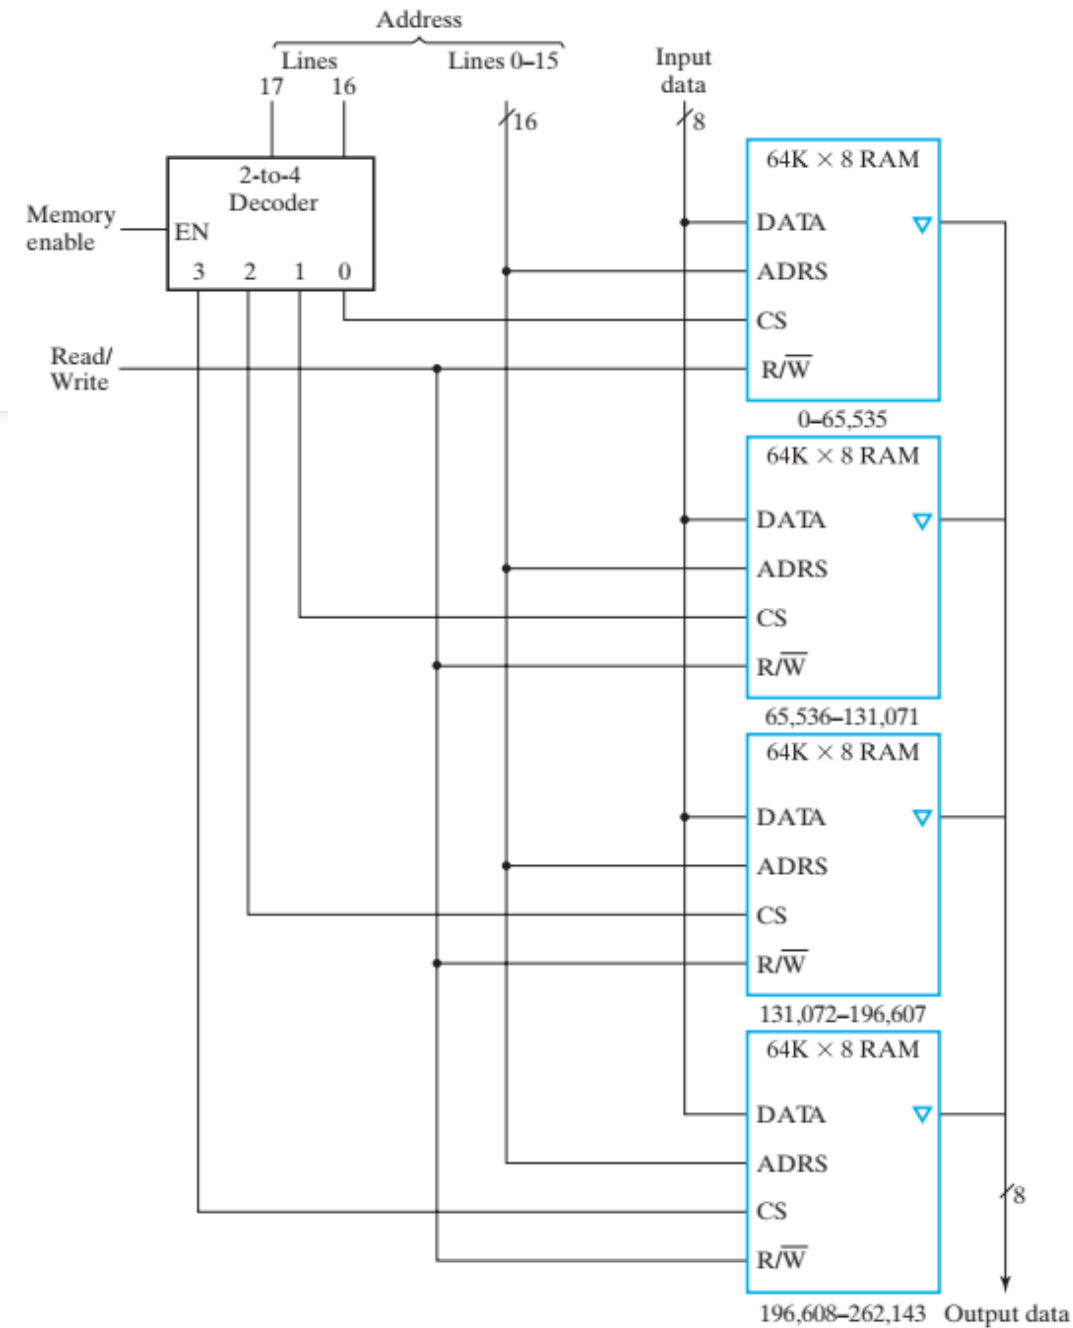 Address
Lines
Lines 0–15
17
16
Input
data
16
8
2-to-4
Decoder
Memory
enable
EN
3 2 1 0
Read/
Write
64K × 8 RAM
DATA
ADRS
CS
R/W̅
0–65,535
64K × 8 RAM
DATA
ADRS
CS
R/W̅
65,536–131,071
64K × 8 RAM
DATA
ADRS
CS
R/W̅
131,072–196,607
64K × 8 RAM
DATA
ADRS
CS
R/W̅
196,608–262,143
8
Output data